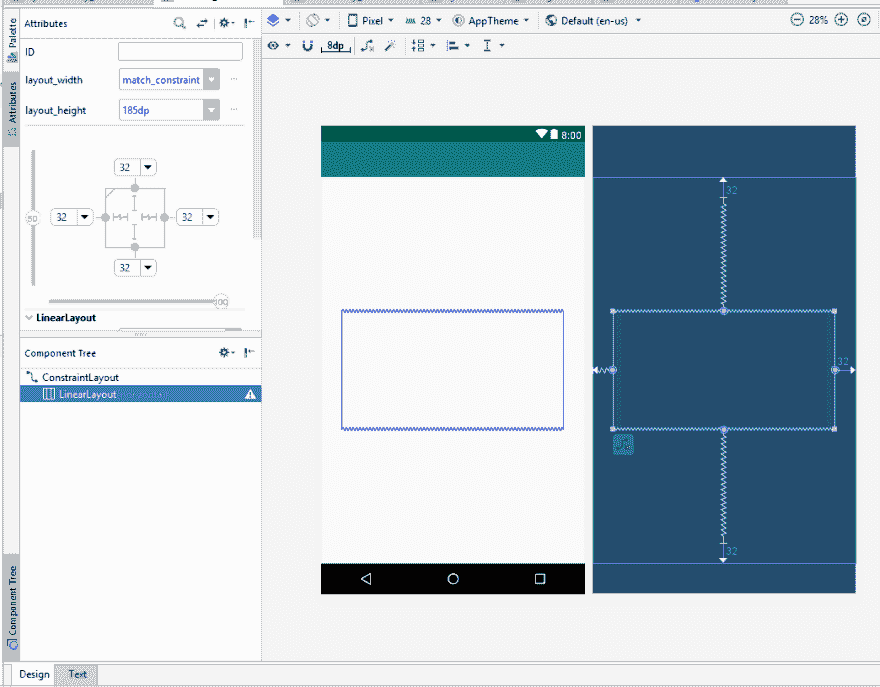 Attributes
Pixel
28
AppTheme
Default (en-us)
28%
Palette
ID
8dp
Attributes
layout_width
match_constraint
layout_height
185dp
8:00
32
32
32
32
50
100
LinearLayout
Component Tree
ConstraintLayout
LinearLayout
32
32
32
Component Tree
Design
Text